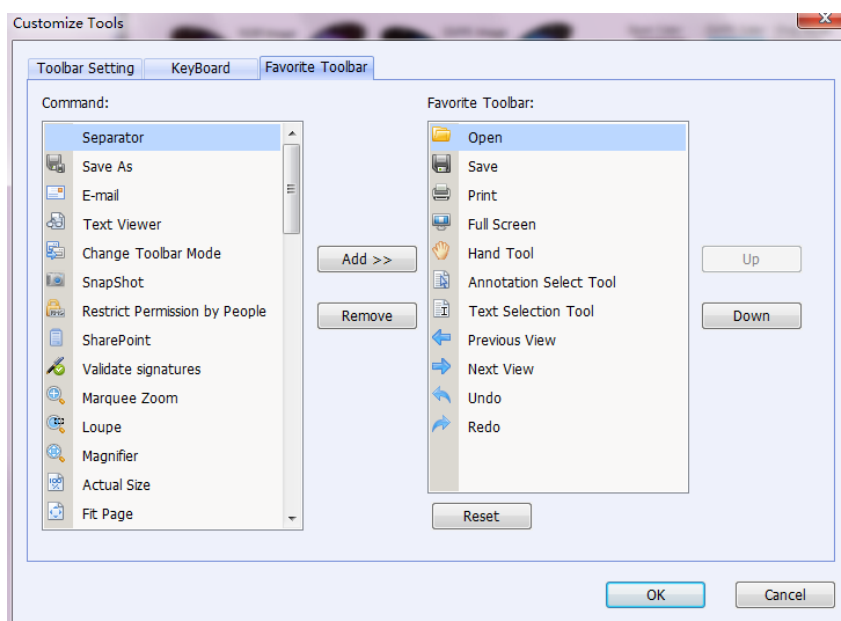 Customize Tools
Toolbar Setting
KeyBoard
Favorite Toolbar
Command:
Separator
Save As
E-mail
Text Viewer
Change Toolbar Mode
SnapShot
Restrict Permission by People
SharePoint
Validate signatures
Marquee Zoom
Loupe
Magnifier
Actual Size
Fit Page
Add >>
Remove
Favorite Toolbar:
Open
Save
Print
Full Screen
Hand Tool
Annotation Select Tool
Text Selection Tool
Previous View
Next View
Undo
Redo
Reset
Up
Down
OK
Cancel